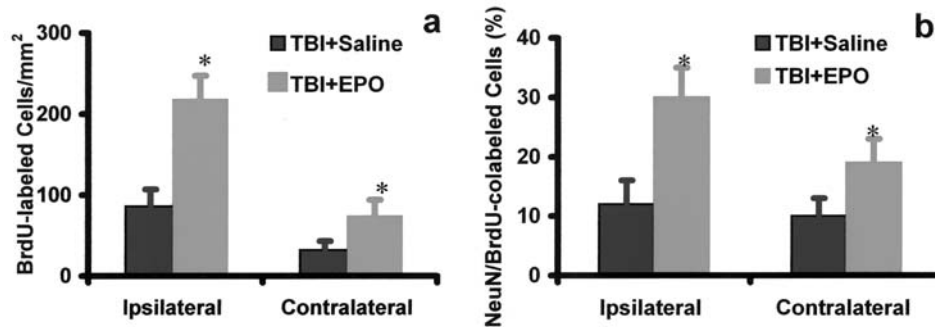 a
BrdU-labeled Cells/mm²
300
200
100
0
TBI+Saline
TBI+EPO
*
*
Ipsilateral
Contralateral
b
NeuN/BrdU-colabeled Cells (%)
40
30
20
10
0
TBI+Saline
TBI+EPO
*
*
Ipsilateral
Contralateral